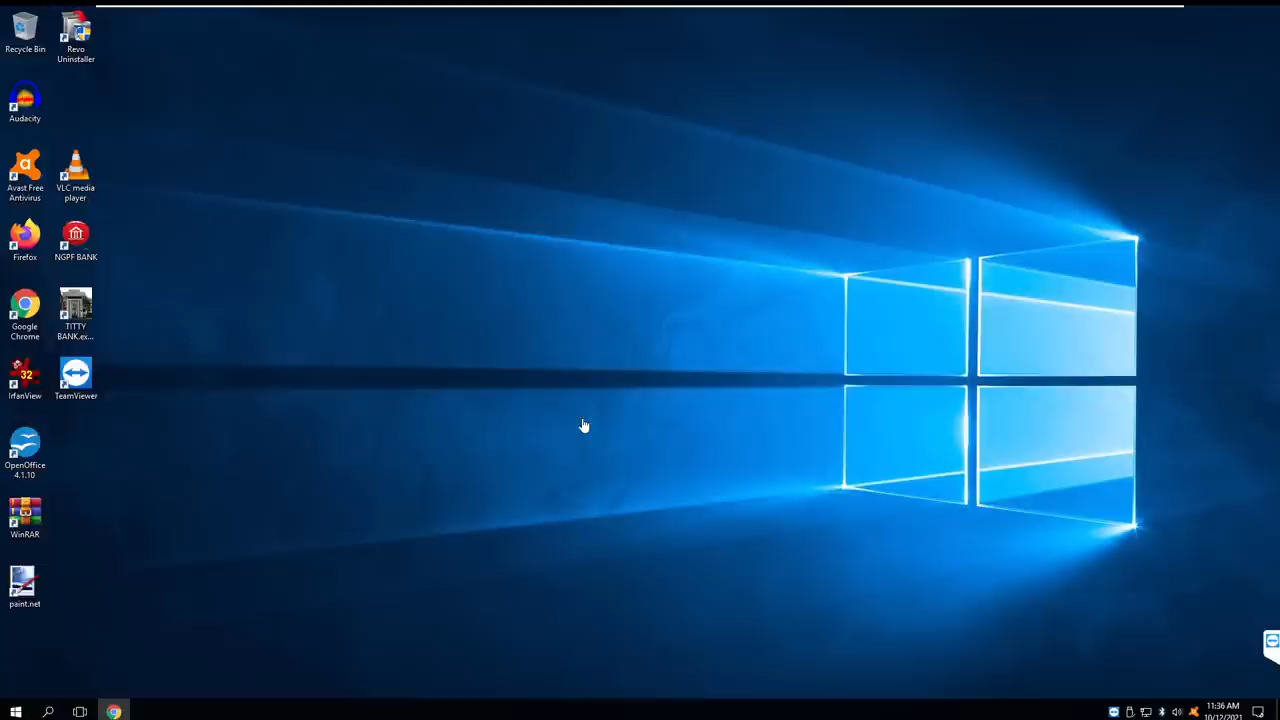 Recycle Bin
Revo
Uninstaller
Audacity
Avast Free
Antivirus
VLC media
player
Firefox
NGPF BANK
Google
Chrome
TITTY
BANK.ex...
32
IrfanView
TeamViewer
OpenOffice
4.1.10
WinRAR
paint.net
11:36 AM
10/12/2021